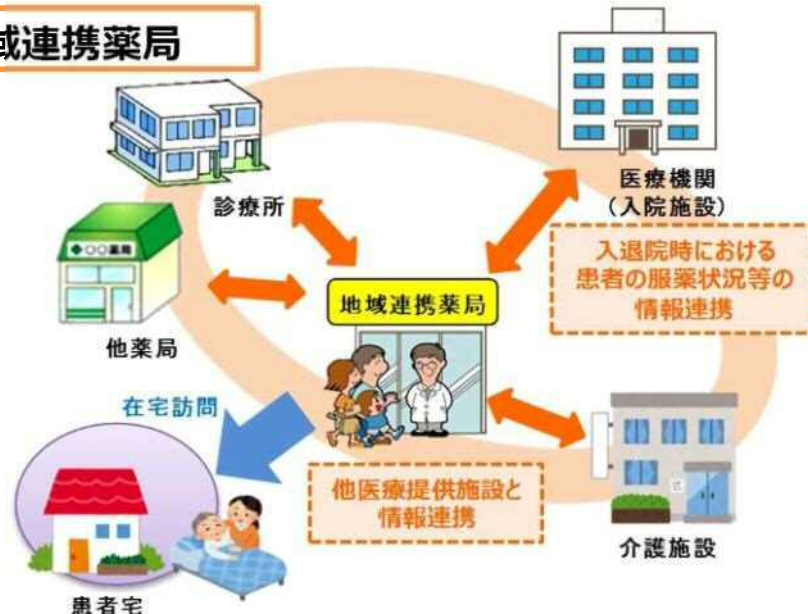 域連携薬局
診療所
医療機関
（入院施設）
入退院時における
患者の服薬状況等の
情報連携
○○薬局
他薬局
地域連携薬局
在宅訪問
他医療提供施設と
情報連携
介護施設
患者宅